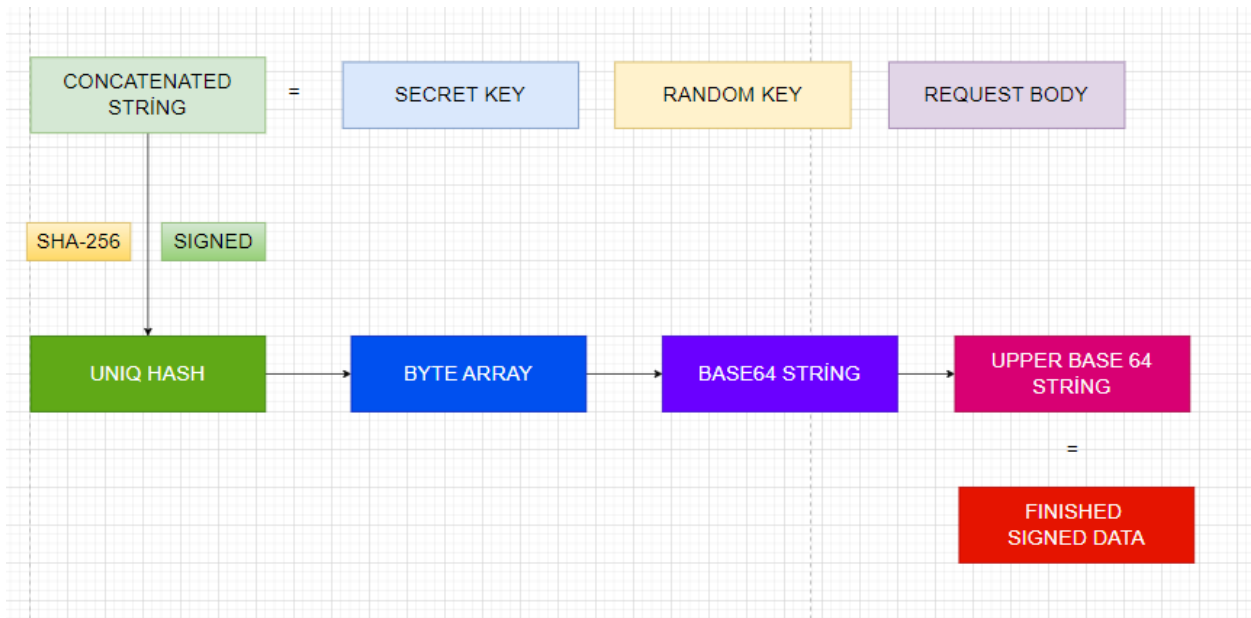 CONCATENATED
STRİNG
=
SECRET KEY
RANDOM KEY
REQUEST BODY
SHA-256
SIGNED
UNIQ HASH
BYTE ARRAY
BASE64 STRİNG
UPPER BASE 64
STRİNG
=
FINISHED
SIGNED DATA